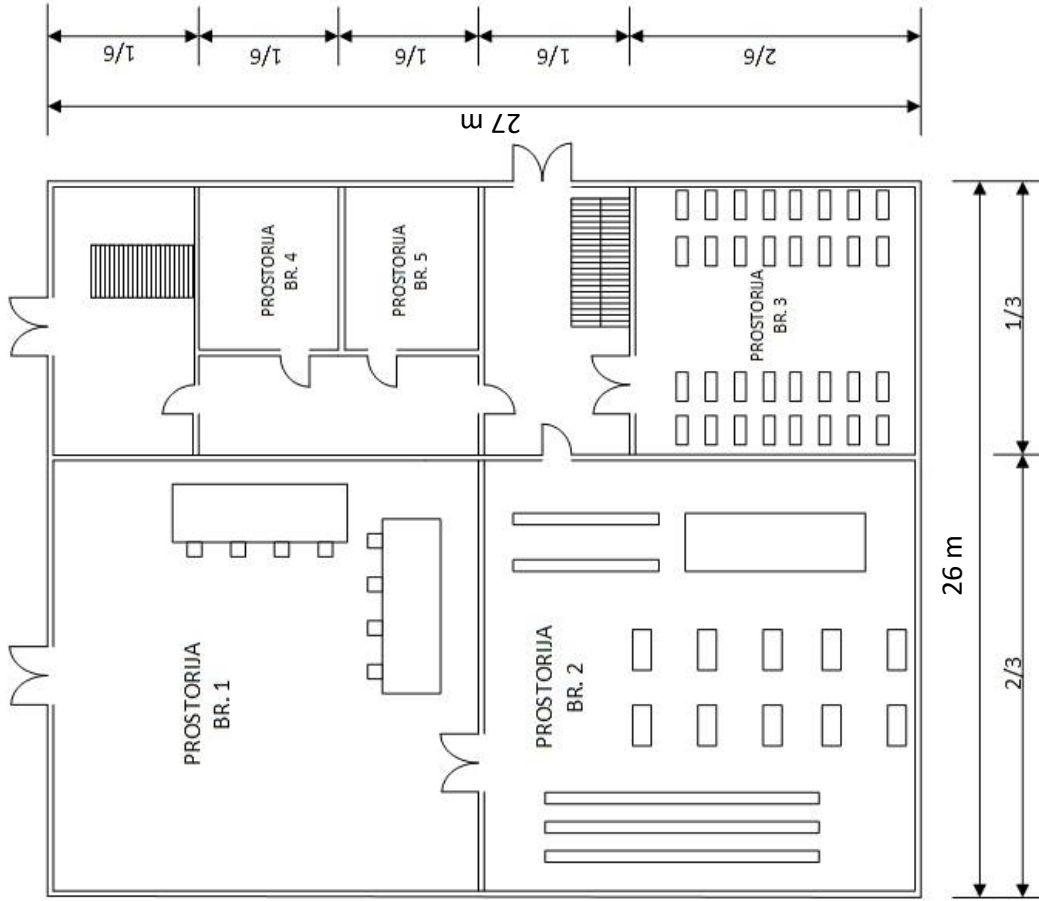 1/6
1/6
1/6
1/6
2/6
27 m
PROSTORIJA
BR. 4
PROSTORIJA
BR. 5
PROSTORIJA
BR. 3
1/3
26 m
PROSTORIJA
BR. 1
PROSTORIJA
BR. 2
2/3